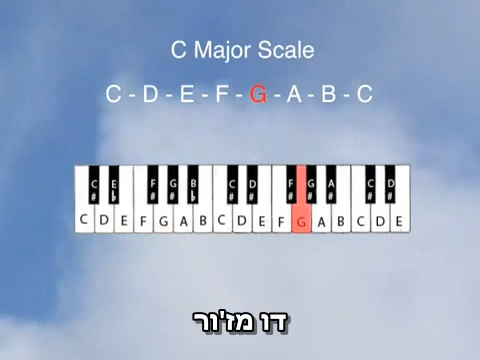 C Major Scale
C - D - E - F - G - A - B - C
C E F G B C D F G A C D
# b # # b # # # # # # #
C D E F G A B C D E F G A B C D E
דו מז'ור